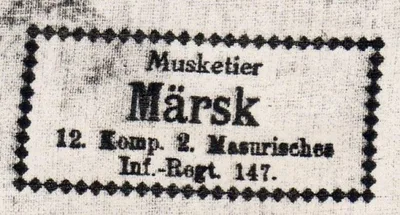 Musketier
Märsk
12. Komp. 2. Masurisches
Inf.-Regt. 147.